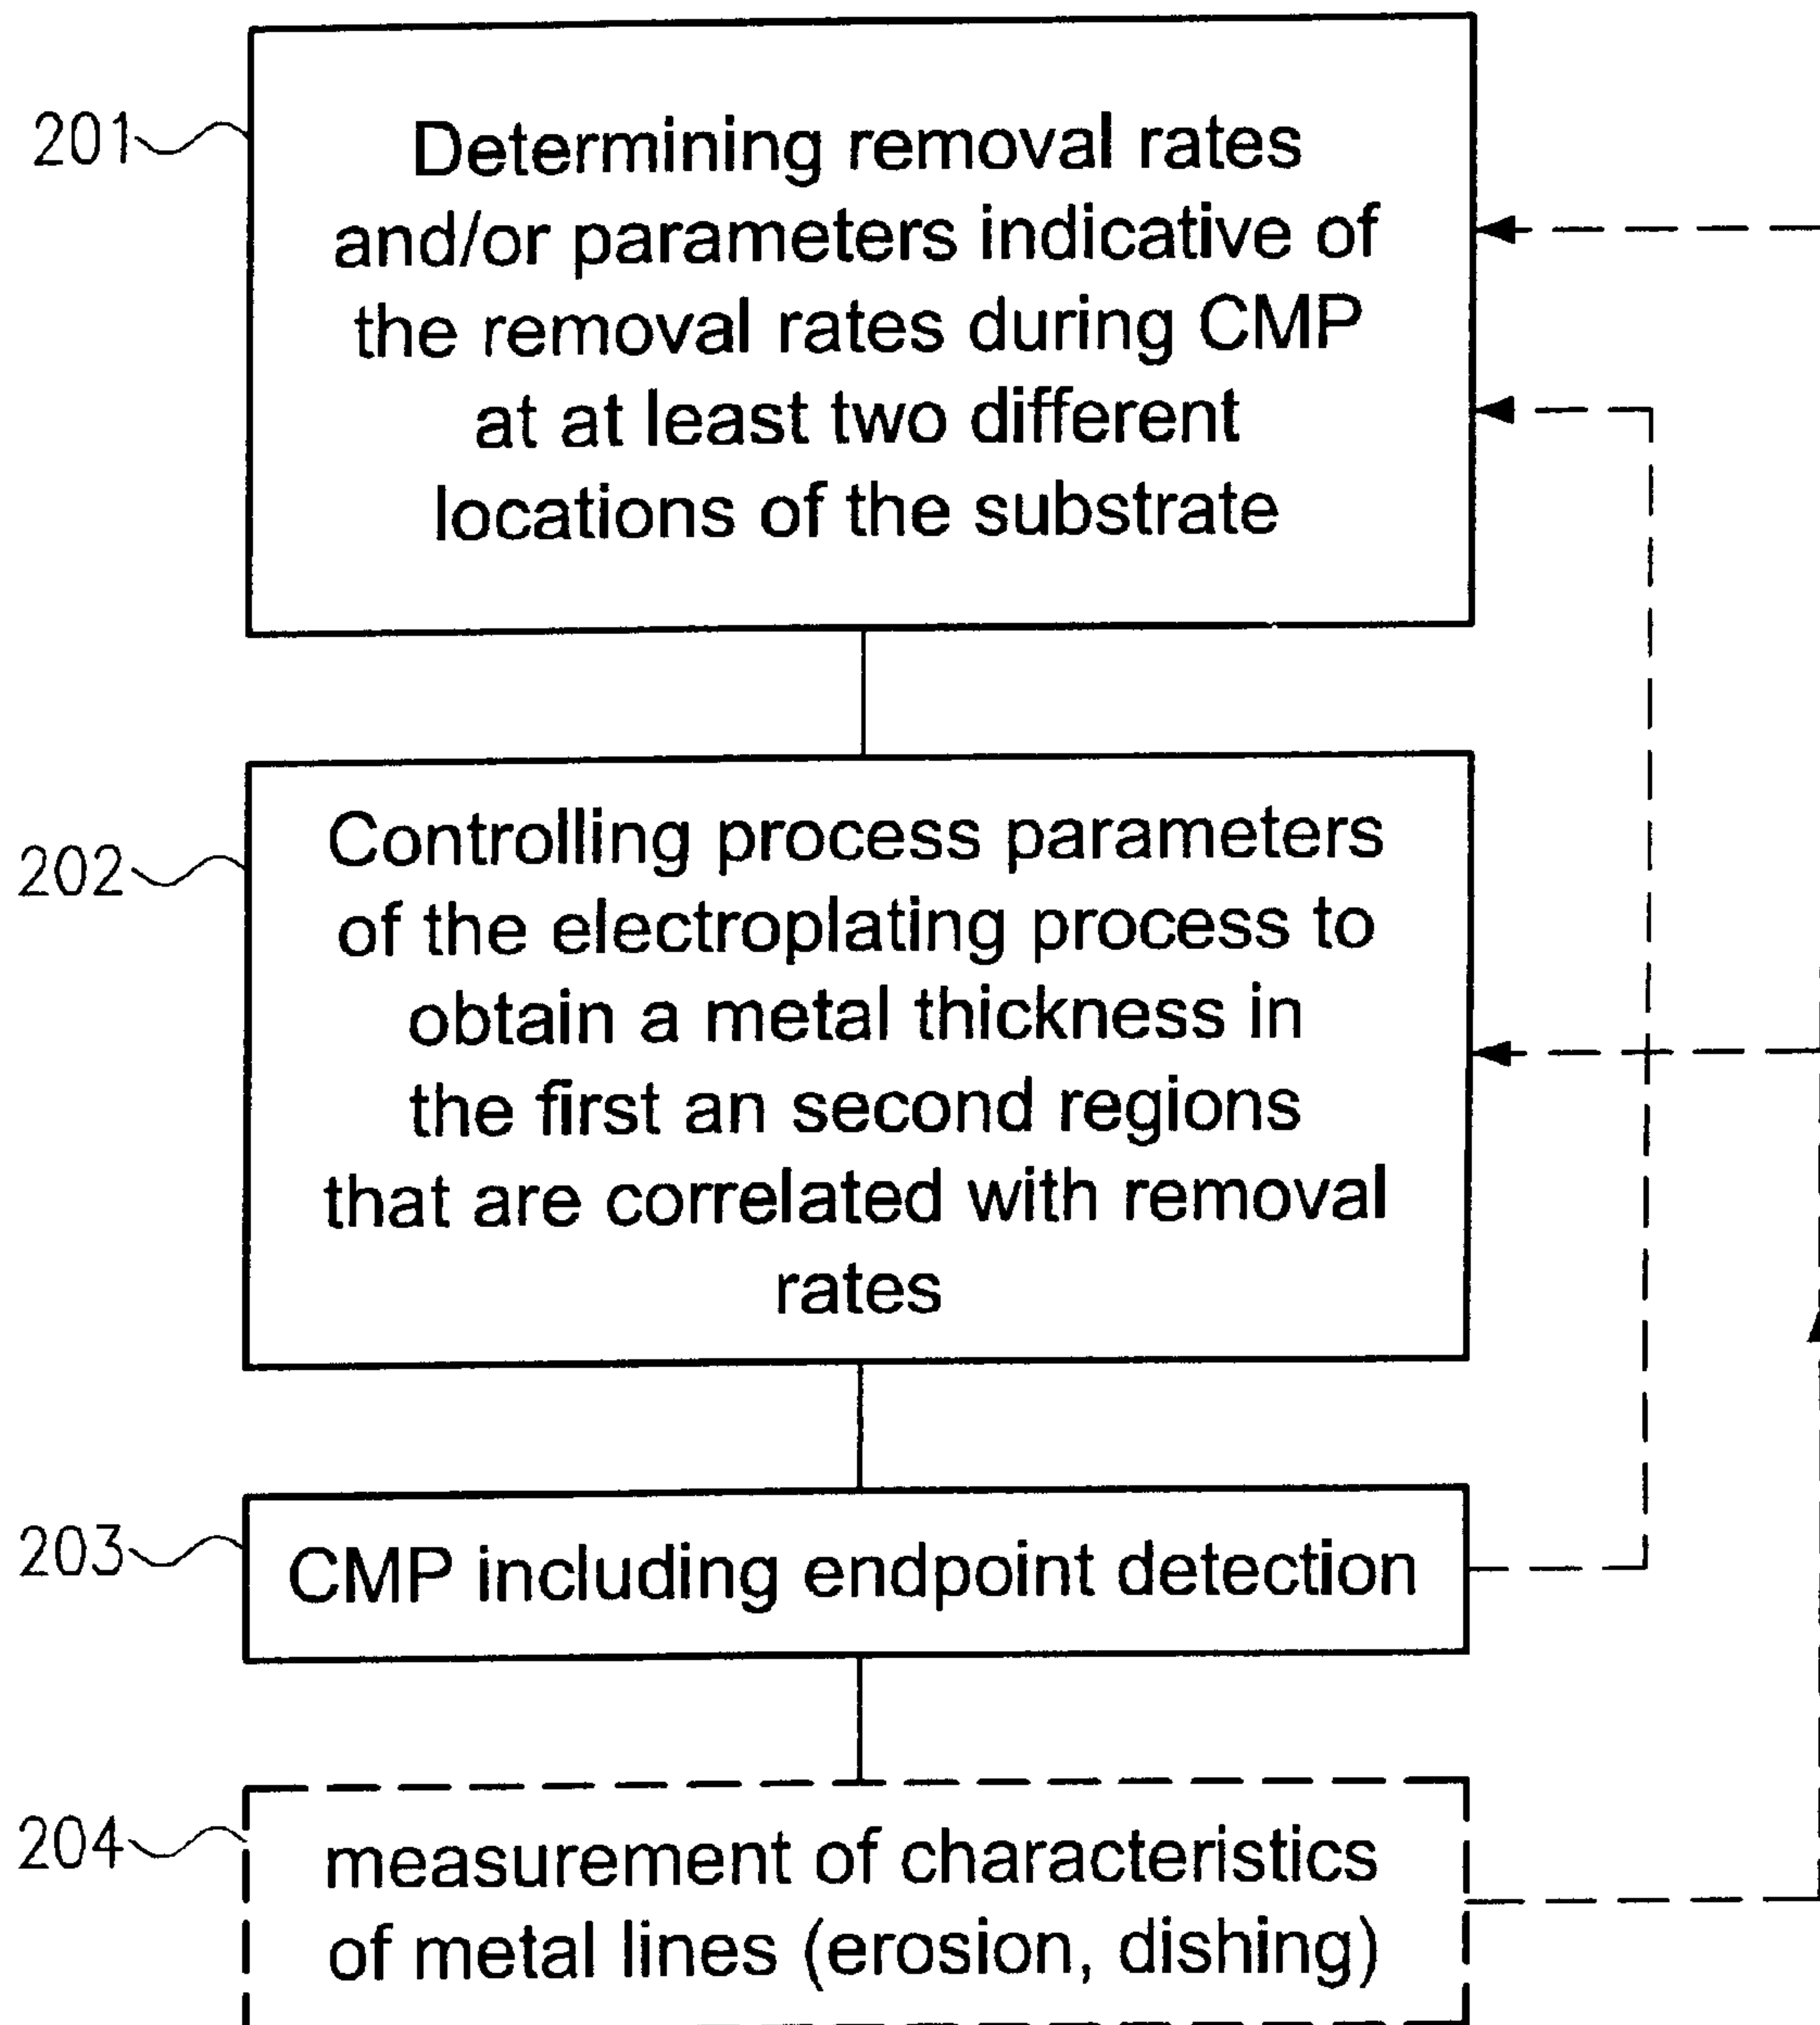 201
Determining removal rates
and/or parameters indicative of
the removal rates during CMP
at at least two different
locations of the substrate
202
Controlling process parameters
of the electroplating process to
obtain a metal thickness in
the first an second regions
that are correlated with removal
rates
203
CMP including endpoint detection
204
measurement of characteristics
of metal lines (erosion, dishing)